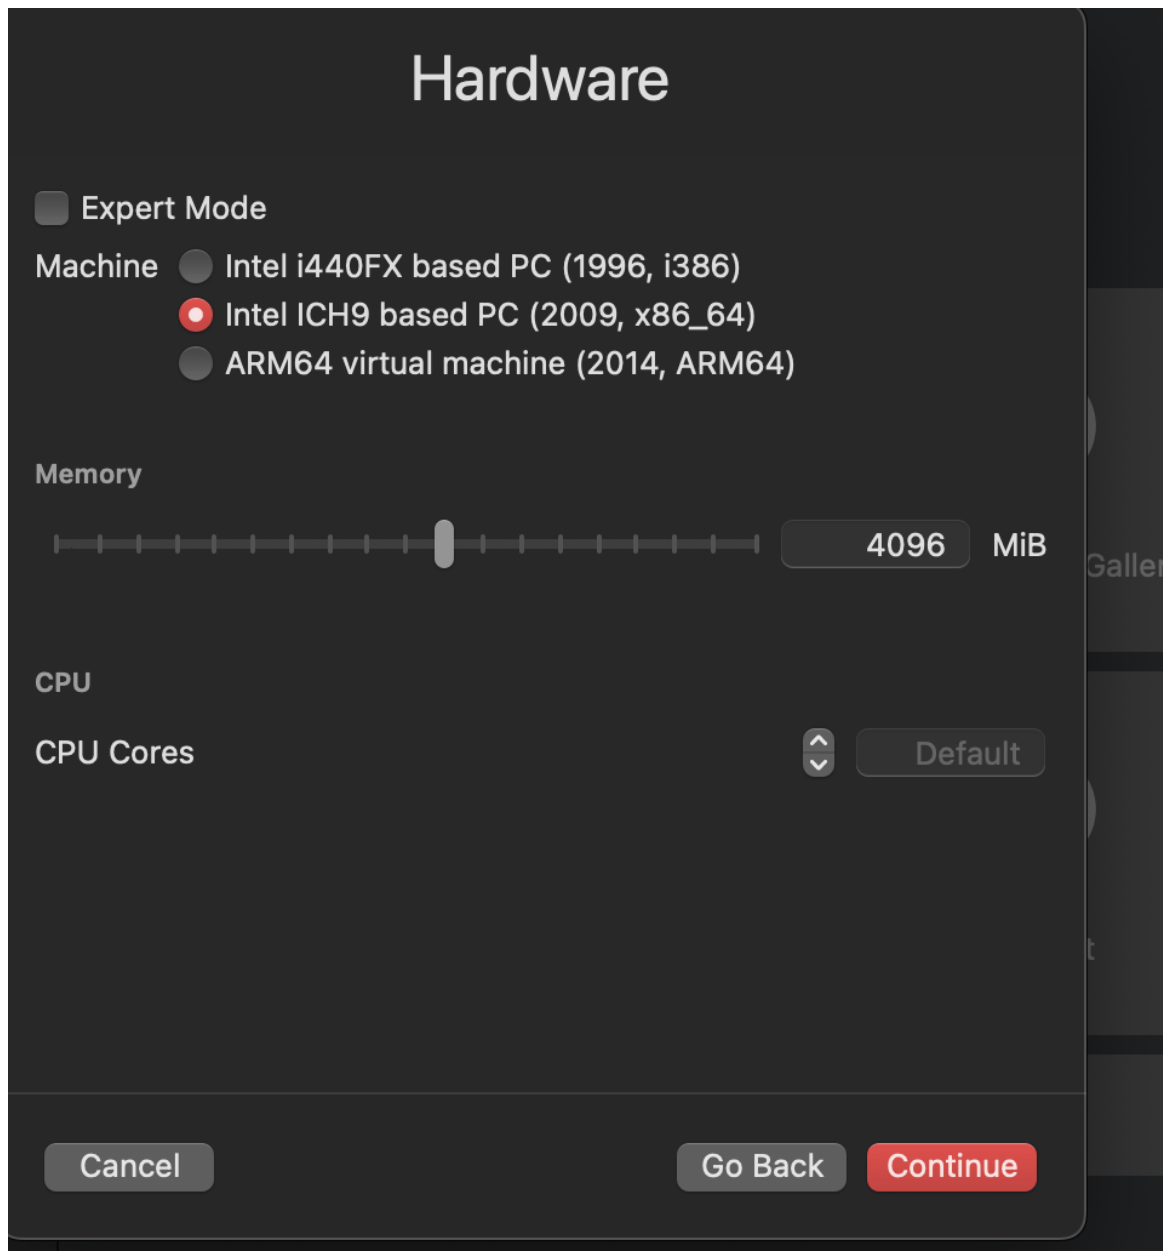 Hardware
Expert Mode
Machine Intel i440FX based PC (1996, i386)
Intel ICH9 based PC (2009, x86_64)
ARM64 virtual machine (2014, ARM64)
Memory
4096 MiB
CPU
CPU Cores Default
Cancel Go Back Continue